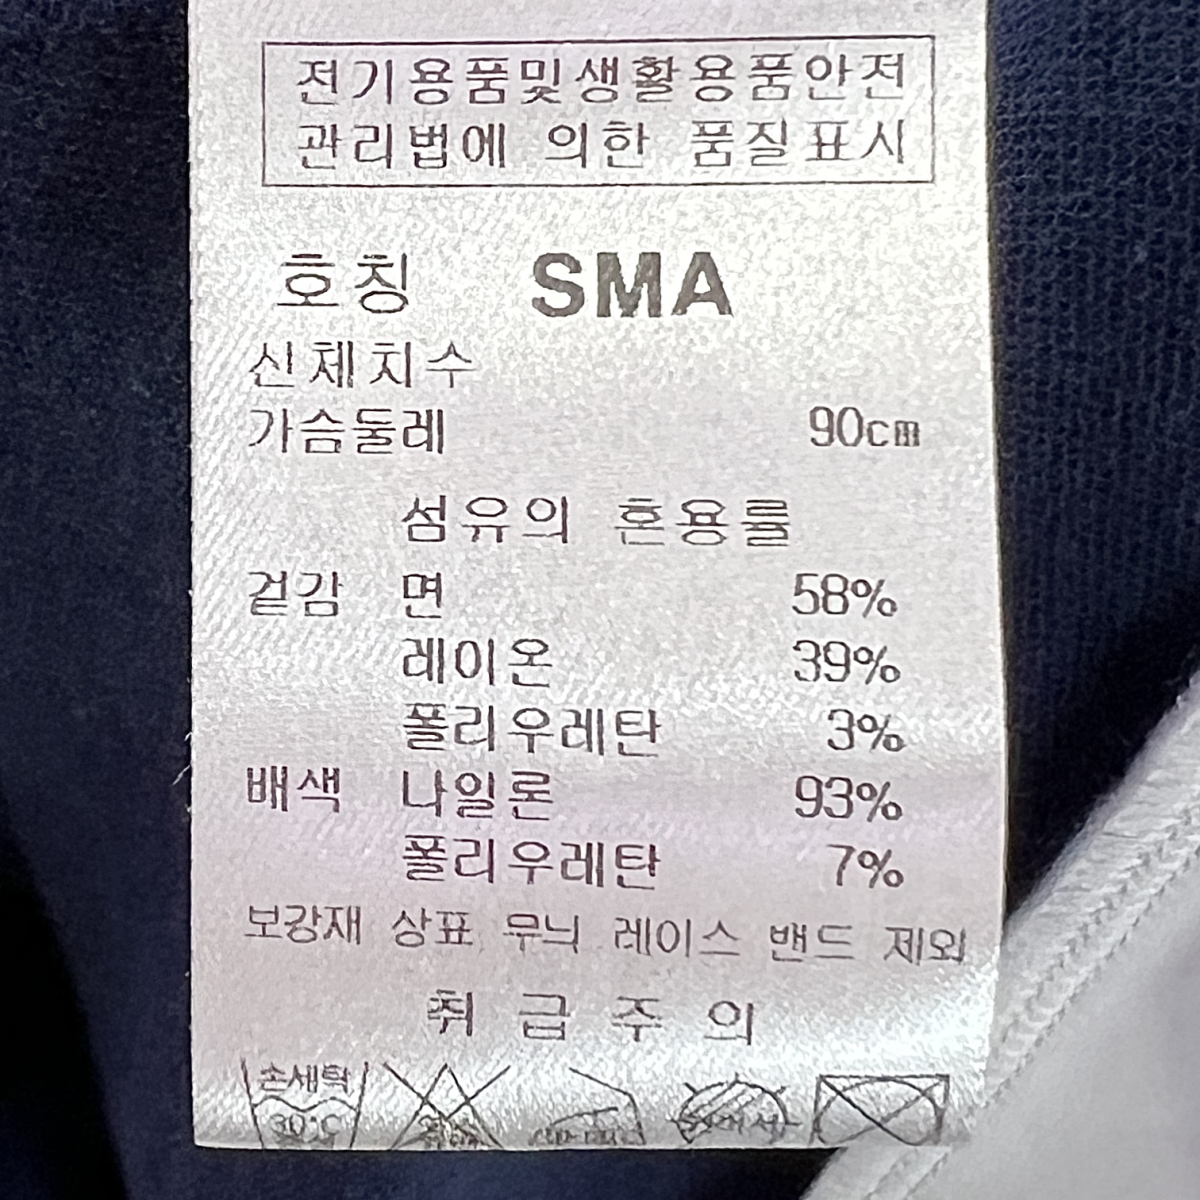 전기용품및생활용품안전
관리법에 의한 품질표시
호칭 SMA
신체치수
가슴둘레 90cm
섬유의 혼용률
겉감 면 58%
레이온 39%
폴리우레탄 3%
배색 나일론 93%
폴리우레탄 7%
보강재 상표 무늬 레이스 밴드 제외
취급주의
손세탁
30°C